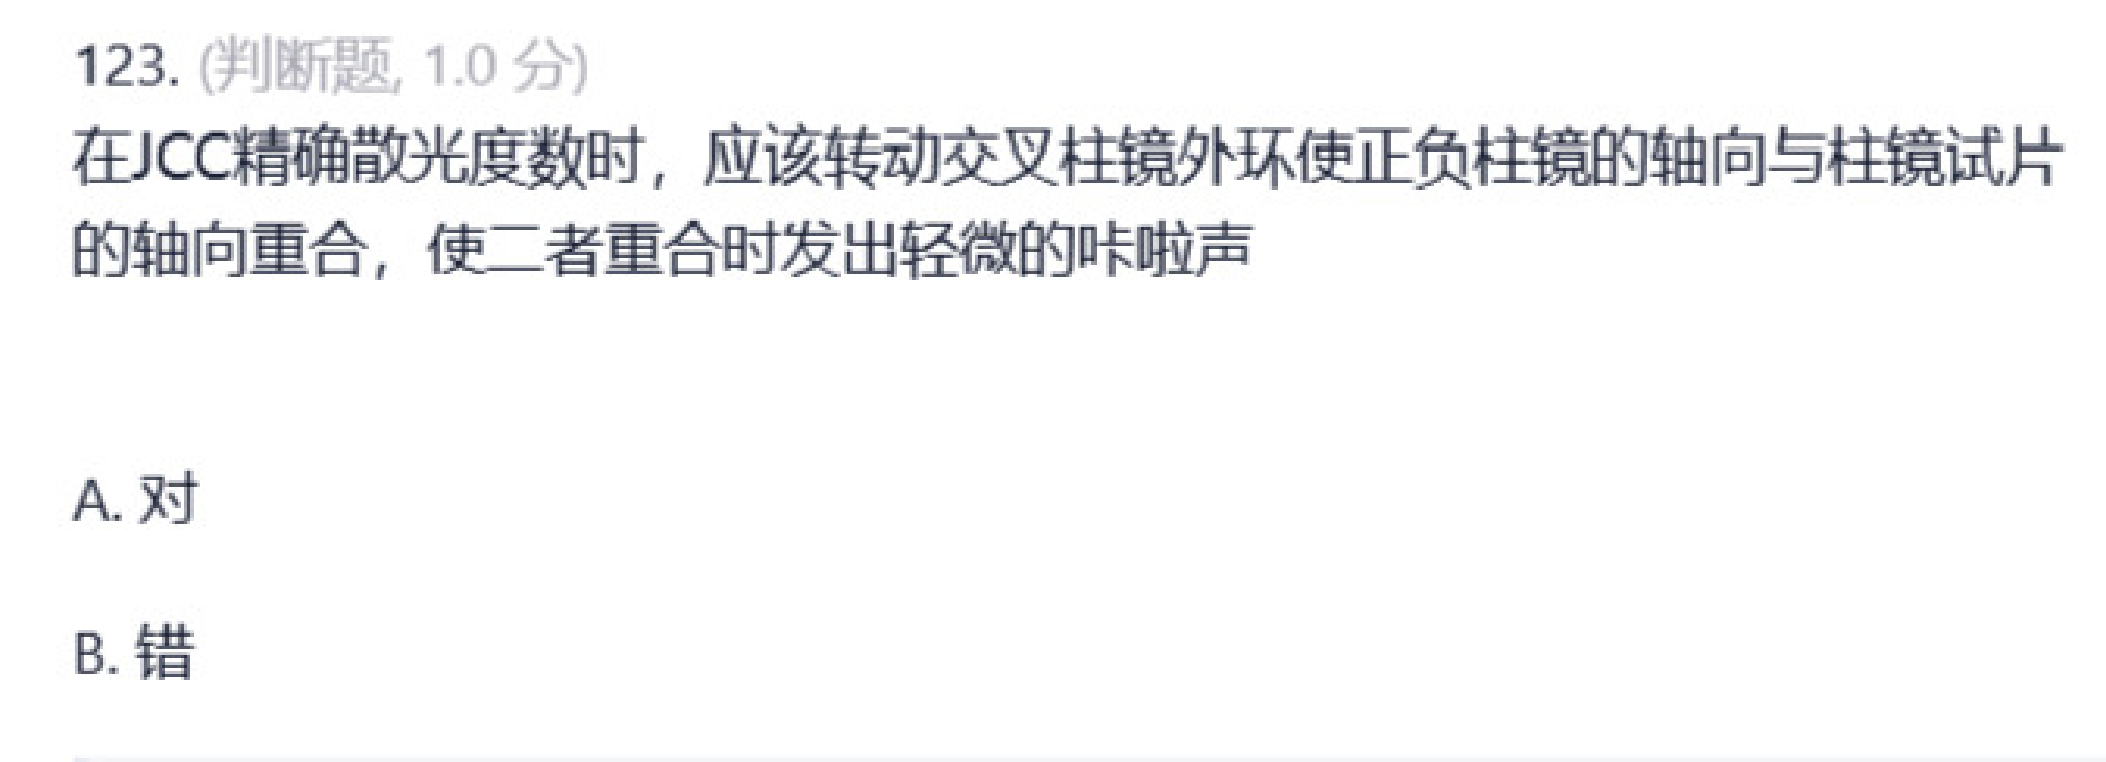 123. (判断题, 1.0 分)
在JCC精确散光度数时，应该转动交叉柱镜外环使正负柱镜的轴向与柱镜试片
的轴向重合，使二者重合时发出轻微的咔啦声
A. 对
B. 错